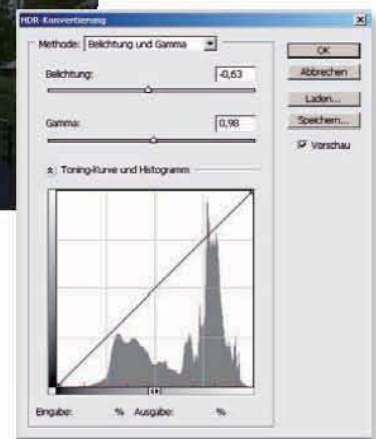 HDR-Konvertierung
Methode: Belichtung und Gamma
OK
Abbrechen
Belichtung: -0,63
Laden...
Speichern...
Gamma: 0,98
Vorschau
Toning-Kurve und Histogramm
Eingabe: % Ausgabe: %